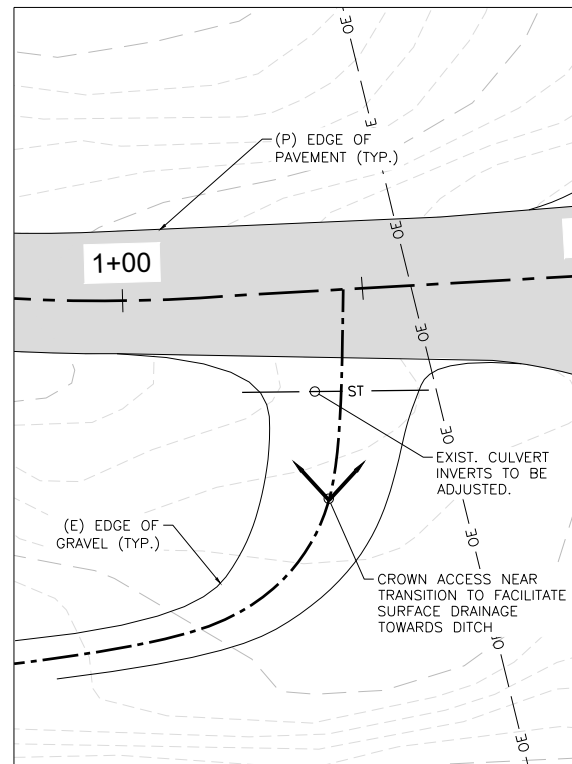 OE
OE
(P) EDGE OF
PAVEMENT (TYP.)
OE
1+00
OE
ST
OE
EXIST. CULVERT
INVERTS TO BE
ADJUSTED.
OE
(E) EDGE OF
GRAVEL (TYP.)
CROWN ACCESS NEAR
TRANSITION TO FACILITATE
SURFACE DRAINAGE
TOWARDS DITCH
OE